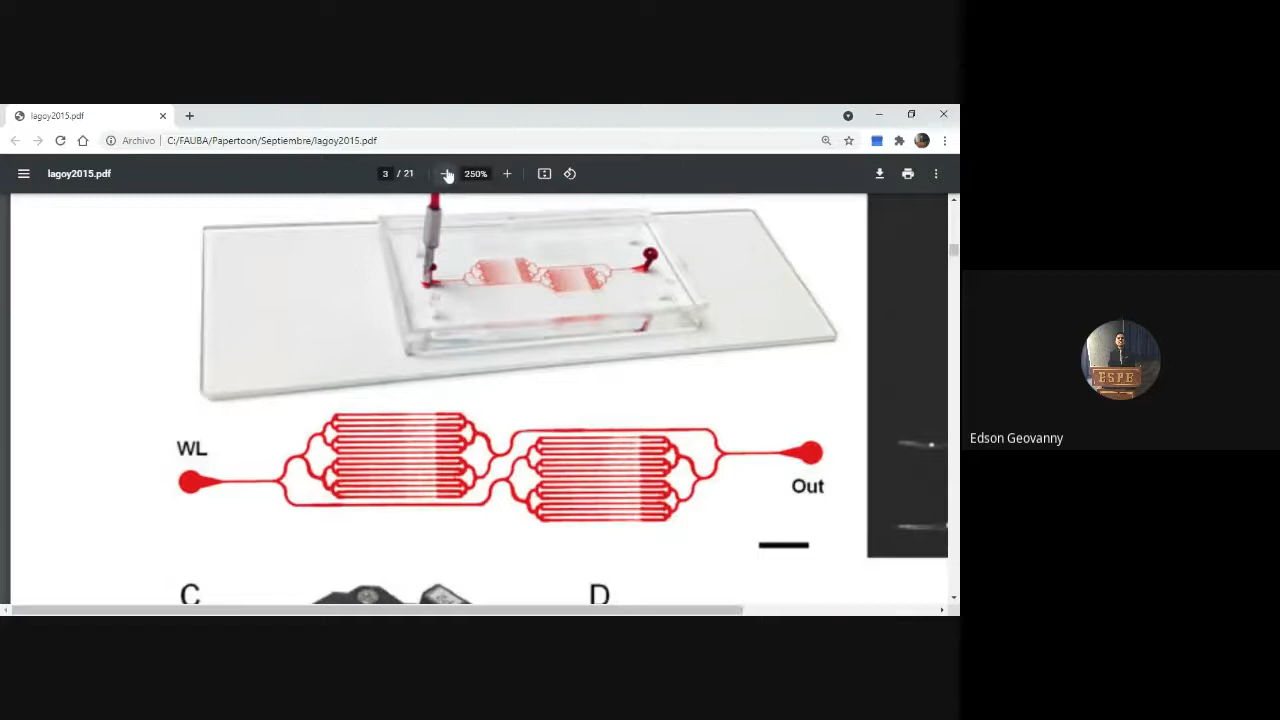 lagoy2015.pdf
Archivo C:/FAUBA/Papertoon/Septiembre/lagoy2015.pdf
lagoy2015.pdf 3 / 21 250%
WL
Out
C D
ESPE
Edson Geovanny